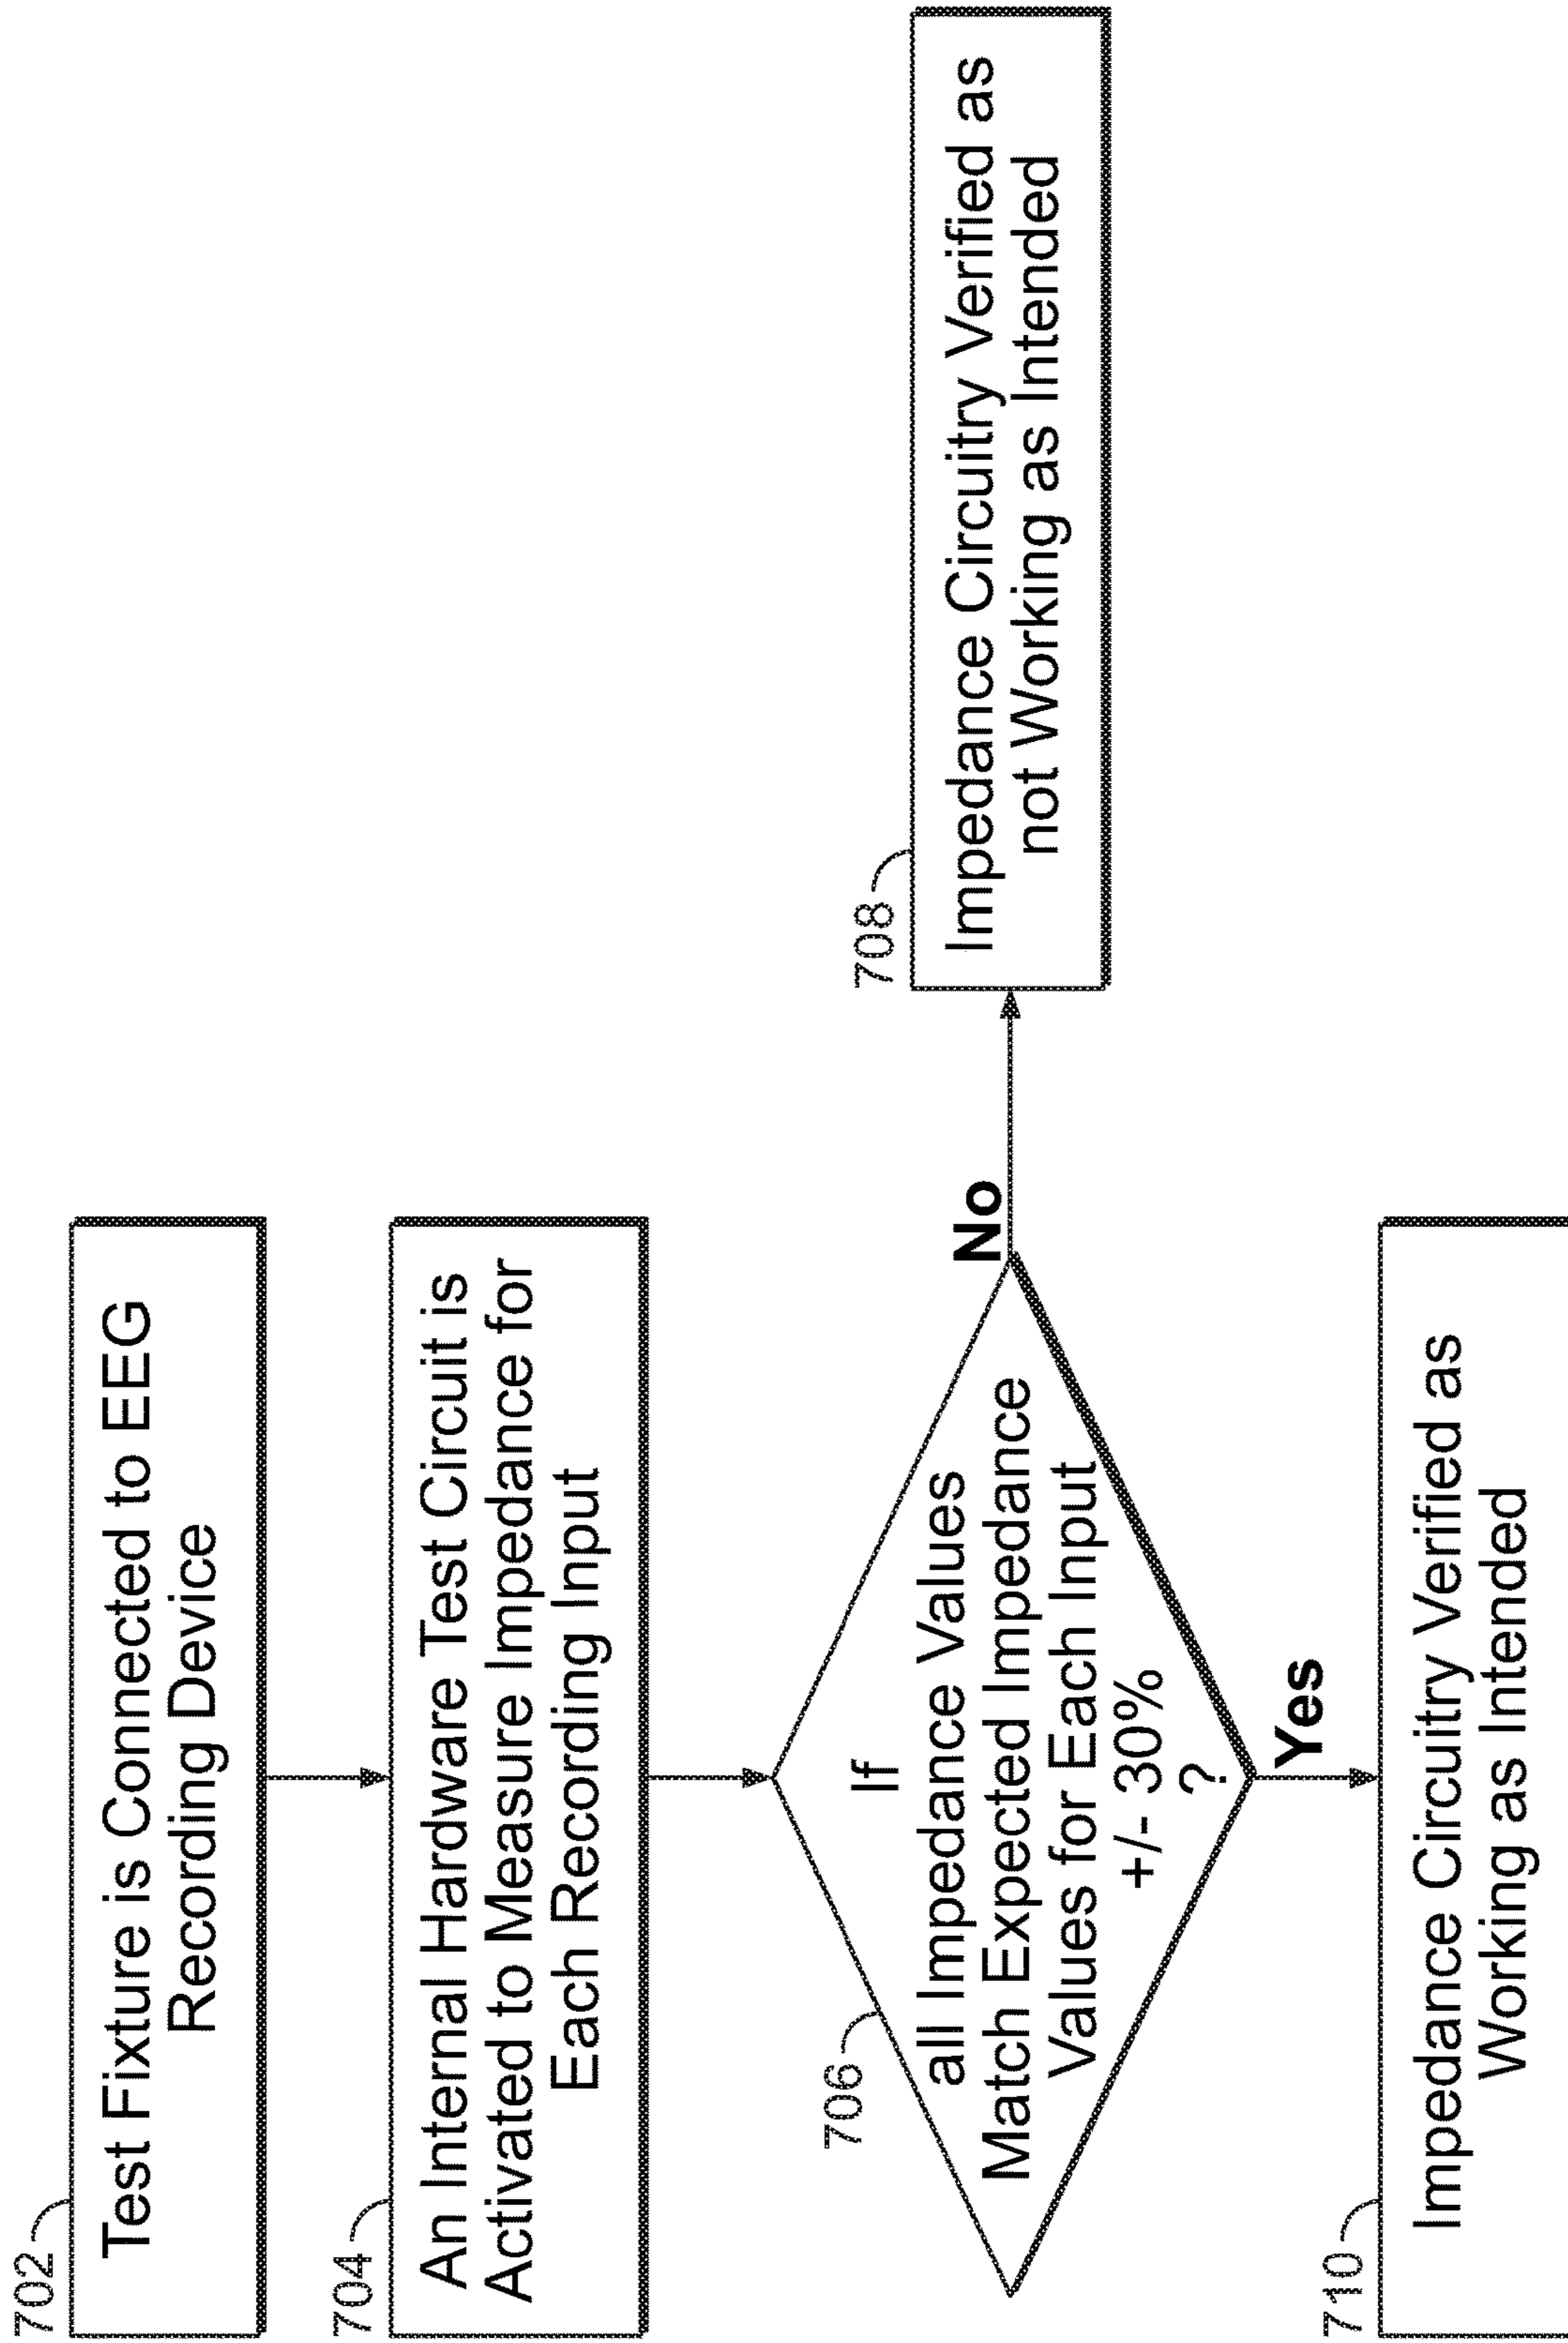 702
Test Fixture is Connected to EEG
Recording Device
704
An Internal Hardware Test Circuit is
Activated to Measure Impedance for
Each Recording Input
706
If
all Impedance Values
Match Expected Impedance
Values for Each Input
+/- 30%
?
No
708
Impedance Circuitry Verified as
not Working as Intended
Yes
710
Impedance Circuitry Verified as
Working as Intended